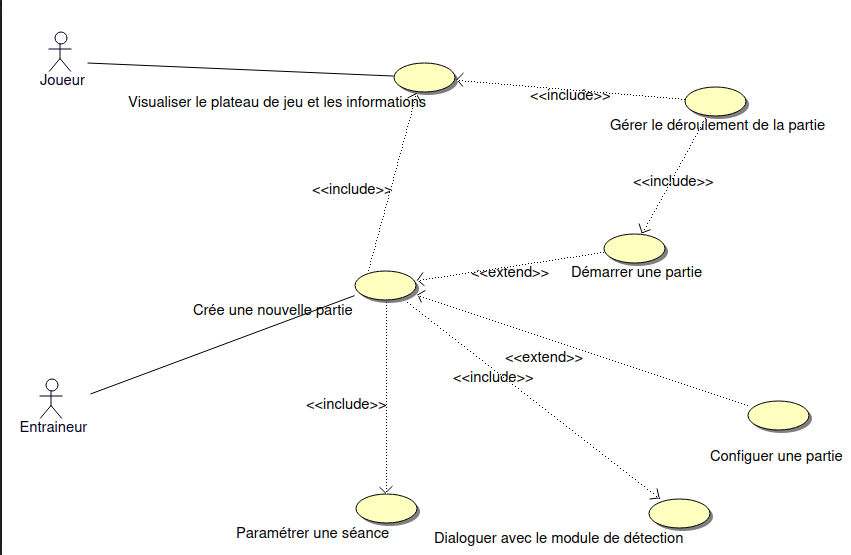 Joueur
Visualiser le plateau de jeu et les informations
<<include>>
Gérer le déroulement de la partie
<<include>>
<<include>>
<<extend>>
Démarrer une partie
Crée une nouvelle partie
<<extend>>
<<include>>
<<include>>
Entraineur
Configuer une partie
Paramétrer une séance
Dialoguer avec le module de détection